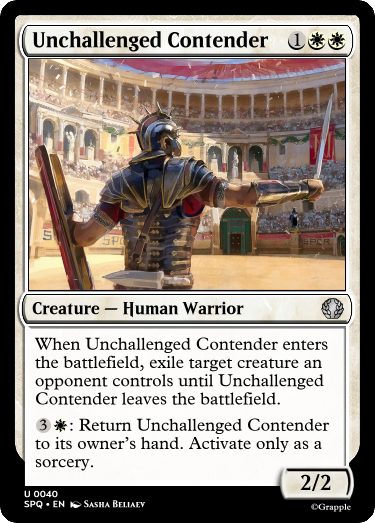 Unchallenged Contender 1
Creature — Human Warrior
When Unchallenged Contender enters
the battlefield, exile target creature an
opponent controls until Unchallenged
Contender leaves the battlefield.
3 : Return Unchallenged Contender
to its owner's hand. Activate only as a
sorcery.
2/2
U 0040
SPQ • EN Sasha Beliaev
©Grapple